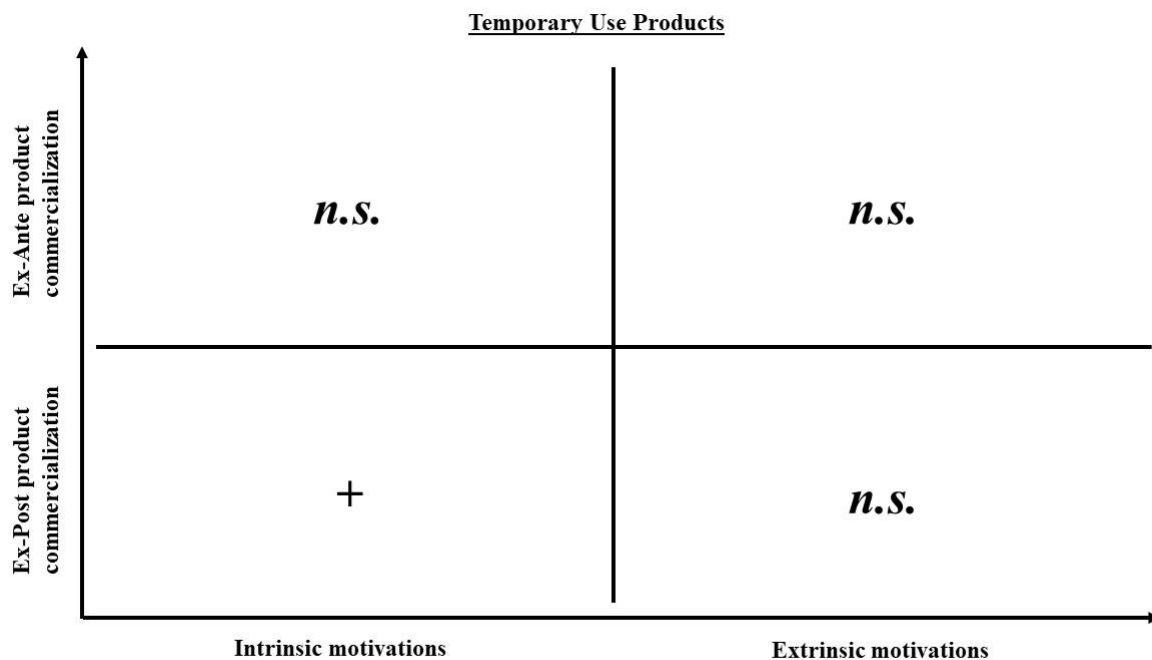 Temporary Use Products
Ex-Ante product
commercialization
n.s.
n.s.
Ex-Post product
commercialization
+
n.s.
Intrinsic motivations
Extrinsic motivations